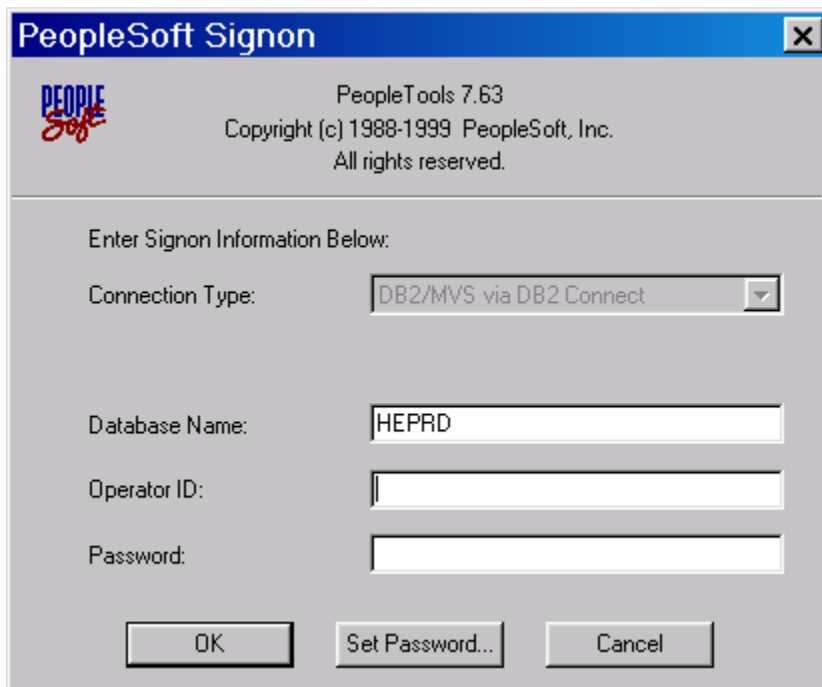 PeopleSoft Signon
PEOPLE
Soft
PeopleTools 7.63
Copyright (c) 1988-1999 PeopleSoft, Inc.
All rights reserved.
Enter Signon Information Below:
Connection Type: DB2/MVS via DB2 Connect
Database Name: HEPRD
Operator ID:
Password:
OK Set Password... Cancel